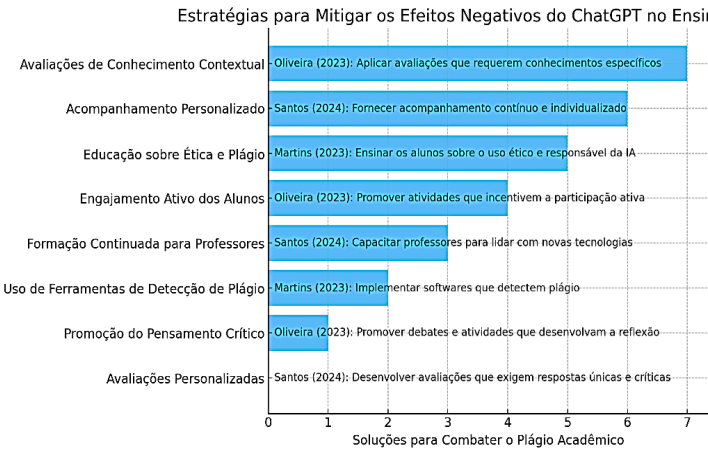 Estratégias para Mitigar os Efeitos Negativos do ChatGPT no Ensi
Avaliações de Conhecimento Contextual Oliveira (2023): Aplicar avaliações que requerem conhecimentos específicos
Acompanhamento Personalizado Santos (2024): Fornecer acompanhamento contínuo e individualizado
Educação sobre Ética e Plágio Martins (2023): Ensinar os alunos sobre o uso ético e responsável da IA
Engajamento Ativo dos Alunos Oliveira (2023): Promover atividades que incentivem a participação ativa
Formação Continuada para Professores Santos (2024): Capacitar professores para lidar com novas tecnologias
Uso de Ferramentas de Detecção de Plágio Martins (2023): Implementar softwares que detectem plágio
Promoção do Pensamento Crítico Oliveira (2023): Promover debates e atividades que desenvolvam a reflexão
Avaliações Personalizadas Santos (2024): Desenvolver avaliações que exigem respostas únicas e críticas
0 1 2 3 4 5 6 7
Soluções para Combater o Plágio Acadêmico